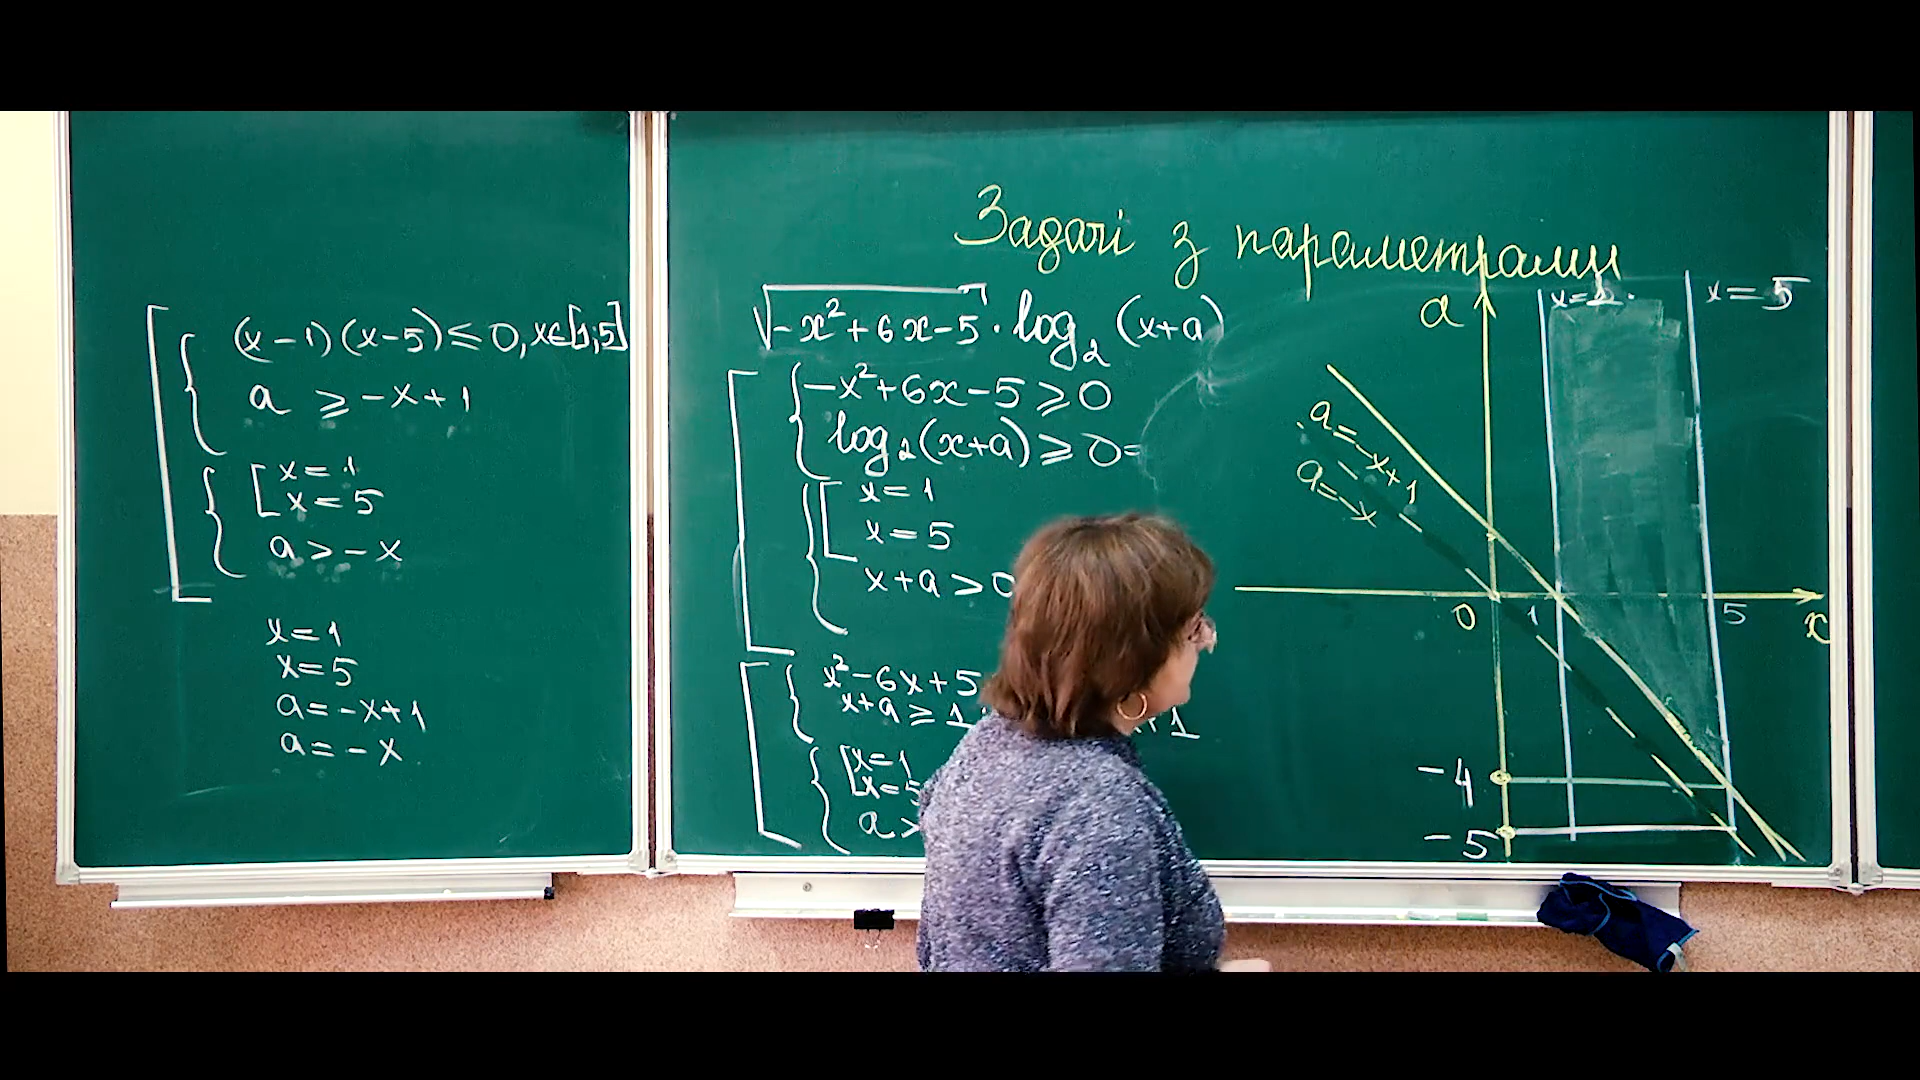 (x-1)(x-5)≤0, x∈[1;5]
a ≥ -x+1
x=1
x=5
a>-x
x=1
x=5
a=-x+1
a=-x
Задачі з параметрами
√-x²+6x-5 · log₂(x+a)
-x²+6x-5≥0
log₂(x+a)≥0=
x=1
x=5
x+a>0
x²-6x+5
x+a≥1
+1
x=1
x=5
a>
a
x=1
x=5
a=-x+1
a=-x
0
1
5
x
-4
-5